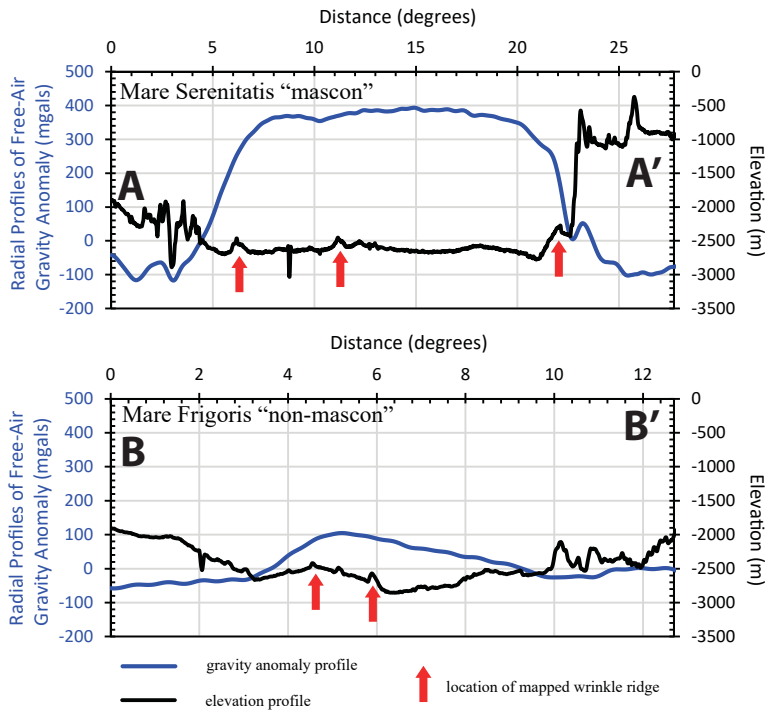 Distance (degrees)
0 5 10 15 20 25
500 0
400 -500
300 -1000
200 -1500
100 -2000
0 -2500
-100 -3000
-200 -3500
Radial Profiles of Free-Air
Gravity Anomaly (mgals)
Elevation (m)
Mare Serenitatis “mascon”
A A’
Distance (degrees)
0 2 4 6 8 10 12
500 0
400 -500
300 -1000
200 -1500
100 -2000
0 -2500
-100 -3000
-200 -3500
Radial Profiles of Free-Air
Gravity Anomaly (mgals)
Elevation (m)
Mare Frigoris “non-mascon”
B B’
gravity anomaly profile
elevation profile
location of mapped wrinkle ridge